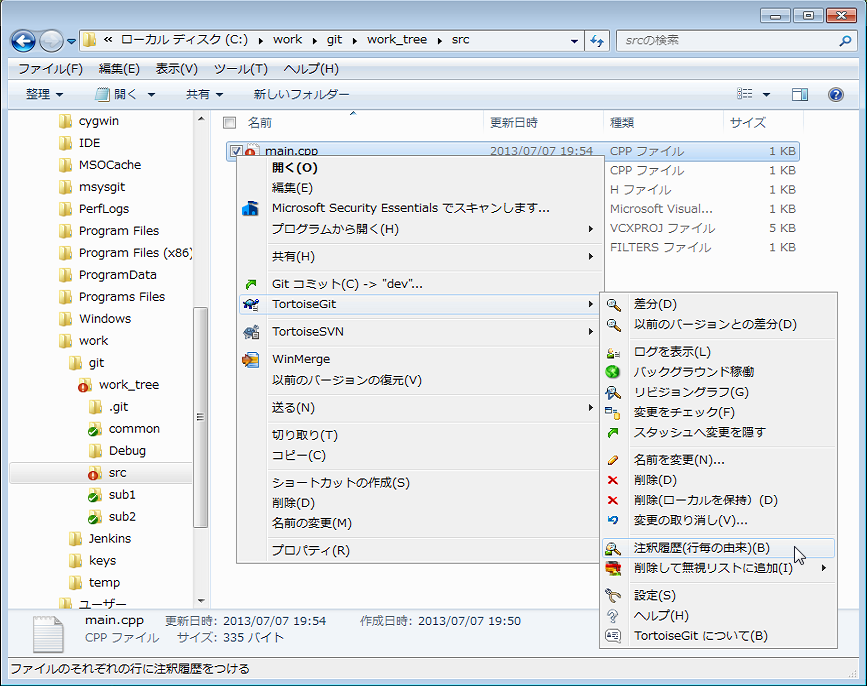 « ローカル ディスク (C:) ▸ work ▸ git ▸ work_tree ▸ src
srcの検索
ファイル(F) 編集(E) 表示(V) ツール(T) ヘルプ(H)
整理 開く 共有 新しいフォルダー
cygwin
IDE
MSOCache
msysgit
PerfLogs
Program Files
Program Files (x86)
ProgramData
Programs Files
Windows
work
git
work_tree
.git
common
Debug
src
sub1
sub2
Jenkins
keys
temp
ユーザー
名前 更新日時 種類 サイズ
main.cpp 2013/07/07 19:54 CPP ファイル 1 KB
CPP ファイル 1 KB
H ファイル 1 KB
Microsoft Visual... 1 KB
VCXPROJ ファイル 5 KB
FILTERS ファイル 1 KB
開く(O)
編集(E)
Microsoft Security Essentials でスキャンします...
プログラムから開く(H)
共有(H)
Git コミット(C) -> "dev"...
TortoiseGit
TortoiseSVN
WinMerge
以前のバージョンの復元(V)
送る(N)
切り取り(T)
コピー(C)
ショートカットの作成(S)
削除(D)
名前の変更(M)
プロパティ(R)
差分(D)
以前のバージョンとの差分(D)
ログを表示(L)
バックグラウンド稼働
リビジョングラフ(G)
変更をチェック(F)
スタッシュへ変更を隠す
名前を変更(N)...
削除(D)
削除(ローカルを保持）(D)
変更の取り消し(V)...
注釈履歴(行毎の由来)(B)
削除して無視リストに追加(I)
設定(S)
ヘルプ(H)
TortoiseGit について(B)
main.cpp 更新日時: 2013/07/07 19:54 作成日時: 2013/07/07 19:50
CPP ファイル サイズ: 335 バイト
ファイルのそれぞれの行に注釈履歴をつける